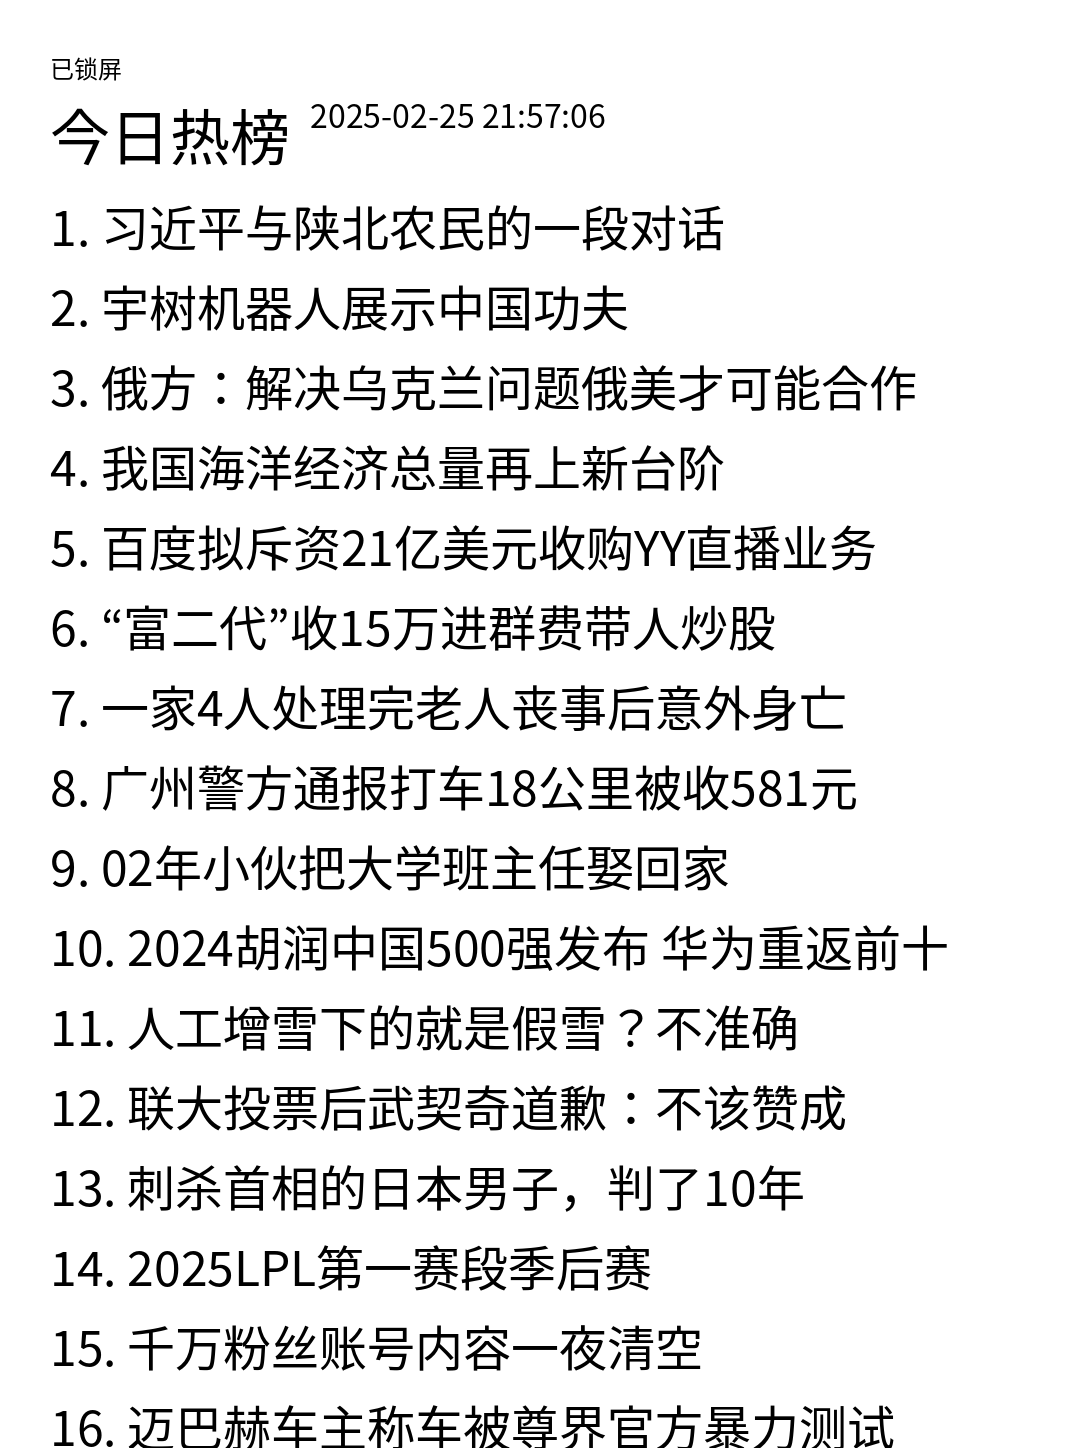 已锁屏
今日热榜 2025-02-25 21:57:06
1. 习近平与陕北农民的一段对话
2. 宇树机器人展示中国功夫
3. 俄方：解决乌克兰问题俄美才可能合作
4. 我国海洋经济总量再上新台阶
5. 百度拟斥资21亿美元收购YY直播业务
6. “富二代”收15万进群费带人炒股
7. 一家4人处理完老人丧事后意外身亡
8. 广州警方通报打车18公里被收581元
9. 02年小伙把大学班主任娶回家
10. 2024胡润中国500强发布 华为重返前十
11. 人工增雪下的就是假雪？不准确
12. 联大投票后武契奇道歉：不该赞成
13. 刺杀首相的日本男子，判了10年
14. 2025LPL第一赛段季后赛
15. 千万粉丝账号内容一夜清空
16. 迈巴赫车主称车被尊界官方暴力测试